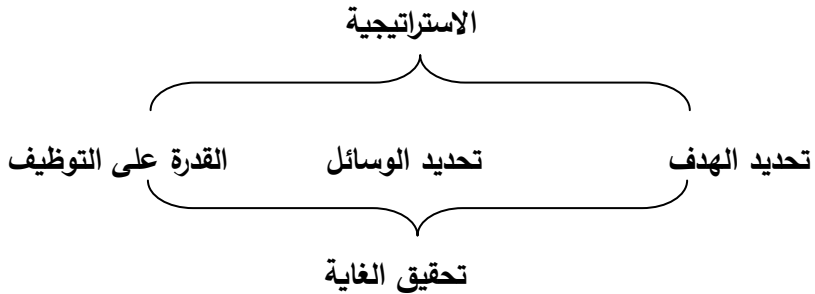 الاستراتيجية
تحديد الهدف تحديد الوسائل القدرة على التوظيف
تحقيق الغاية